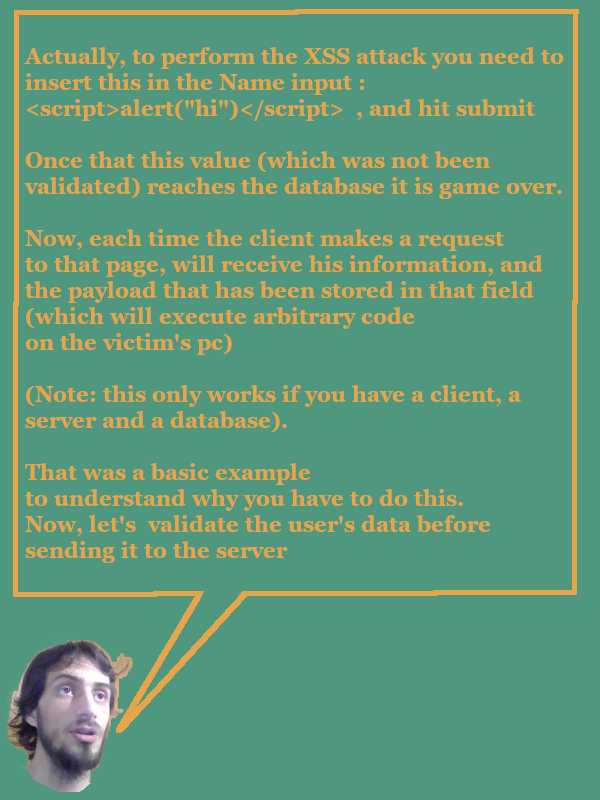 Actually, to perform the XSS attack you need to
insert this in the Name input :
<script>alert("hi")</script>  , and hit submit
Once that this value (which was not been
validated) reaches the database it is game over.
Now, each time the client makes a request
to that page, will receive his information, and
the payload that has been stored in that field
(which will execute arbitrary code
on the victim's pc)
(Note: this only works if you have a client, a
server and a database).
That was a basic example
to understand why you have to do this.
Now, let's  validate the user's data before
sending it to the server